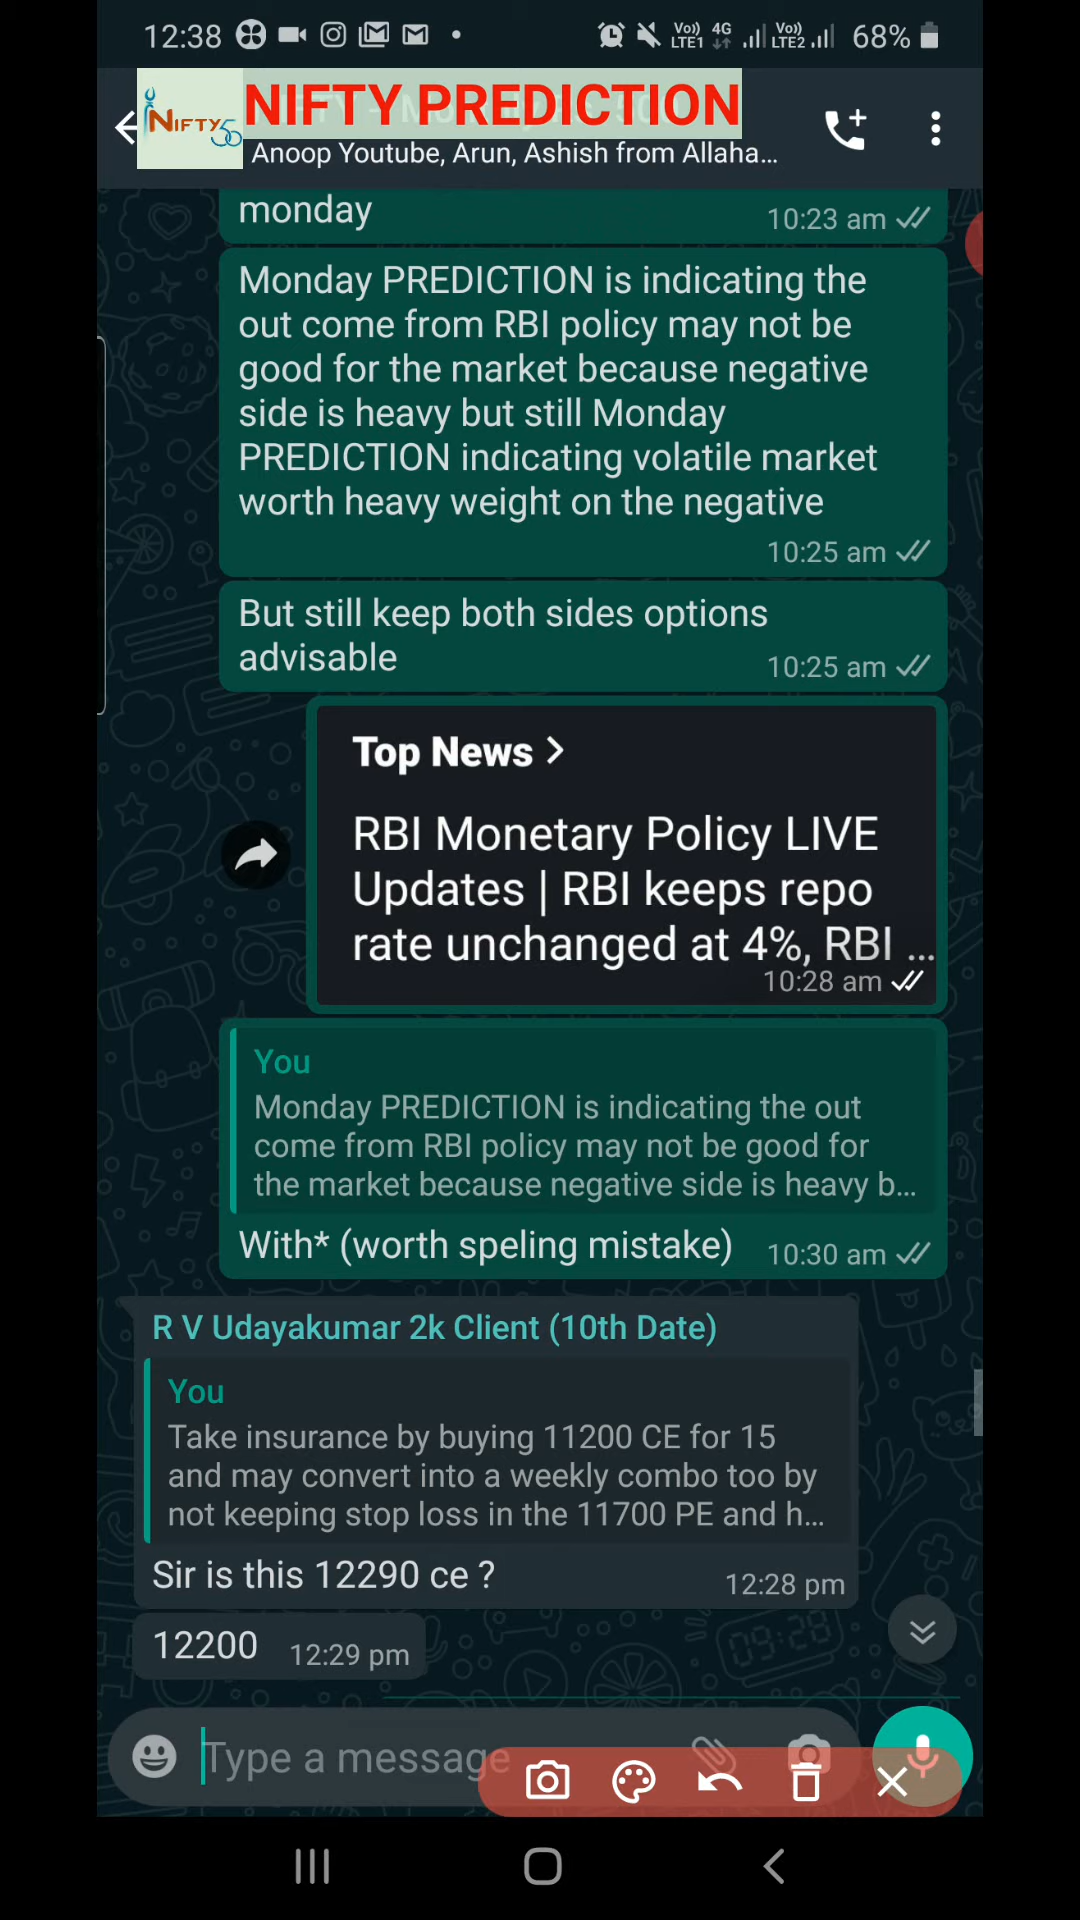 12:38
Vo)) LTE1 4G Vo)) LTE2 68%
NIFTY50 NIFTY PREDICTION
Anoop Youtube, Arun, Ashish from Allaha...
monday
10:23 am
Monday PREDICTION is indicating the
out come from RBI policy may not be
good for the market because negative
side is heavy but still Monday
PREDICTION indicating volatile market
worth heavy weight on the negative
10:25 am
But still keep both sides options
advisable
10:25 am
Top News >
RBI Monetary Policy LIVE
Updates | RBI keeps repo
rate unchanged at 4%, RBI ...
10:28 am
You
Monday PREDICTION is indicating the out
come from RBI policy may not be good for
the market because negative side is heavy b...
With* (worth speling mistake)
10:30 am
R V Udayakumar 2k Client (10th Date)
You
Take insurance by buying 11200 CE for 15
and may convert into a weekly combo too by
not keeping stop loss in the 11700 PE and h...
Sir is this 12290 ce ?
12:28 pm
12200
12:29 pm
Type a message